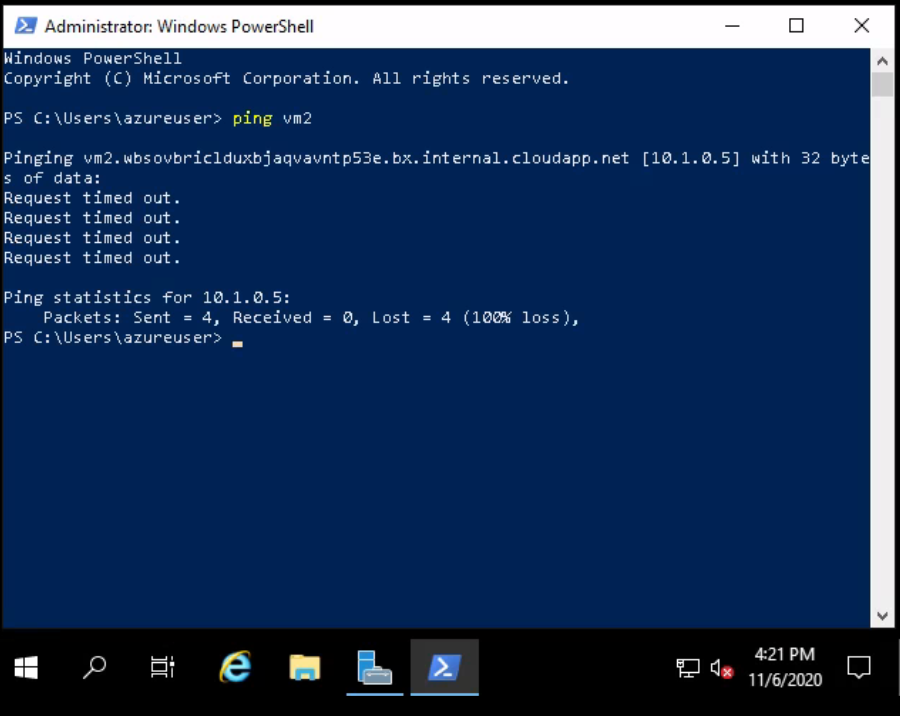 Administrator: Windows PowerShell
Windows PowerShell
Copyright (C) Microsoft Corporation. All rights reserved.
PS C:\Users\azureuser> ping vm2
Pinging vm2.wbsovbriclduxbjaqvavntp53e.bx.internal.cloudapp.net [10.1.0.5] with 32 byte
s of data:
Request timed out.
Request timed out.
Request timed out.
Request timed out.
Ping statistics for 10.1.0.5:
    Packets: Sent = 4, Received = 0, Lost = 4 (100% loss),
PS C:\Users\azureuser>
4:21 PM
11/6/2020